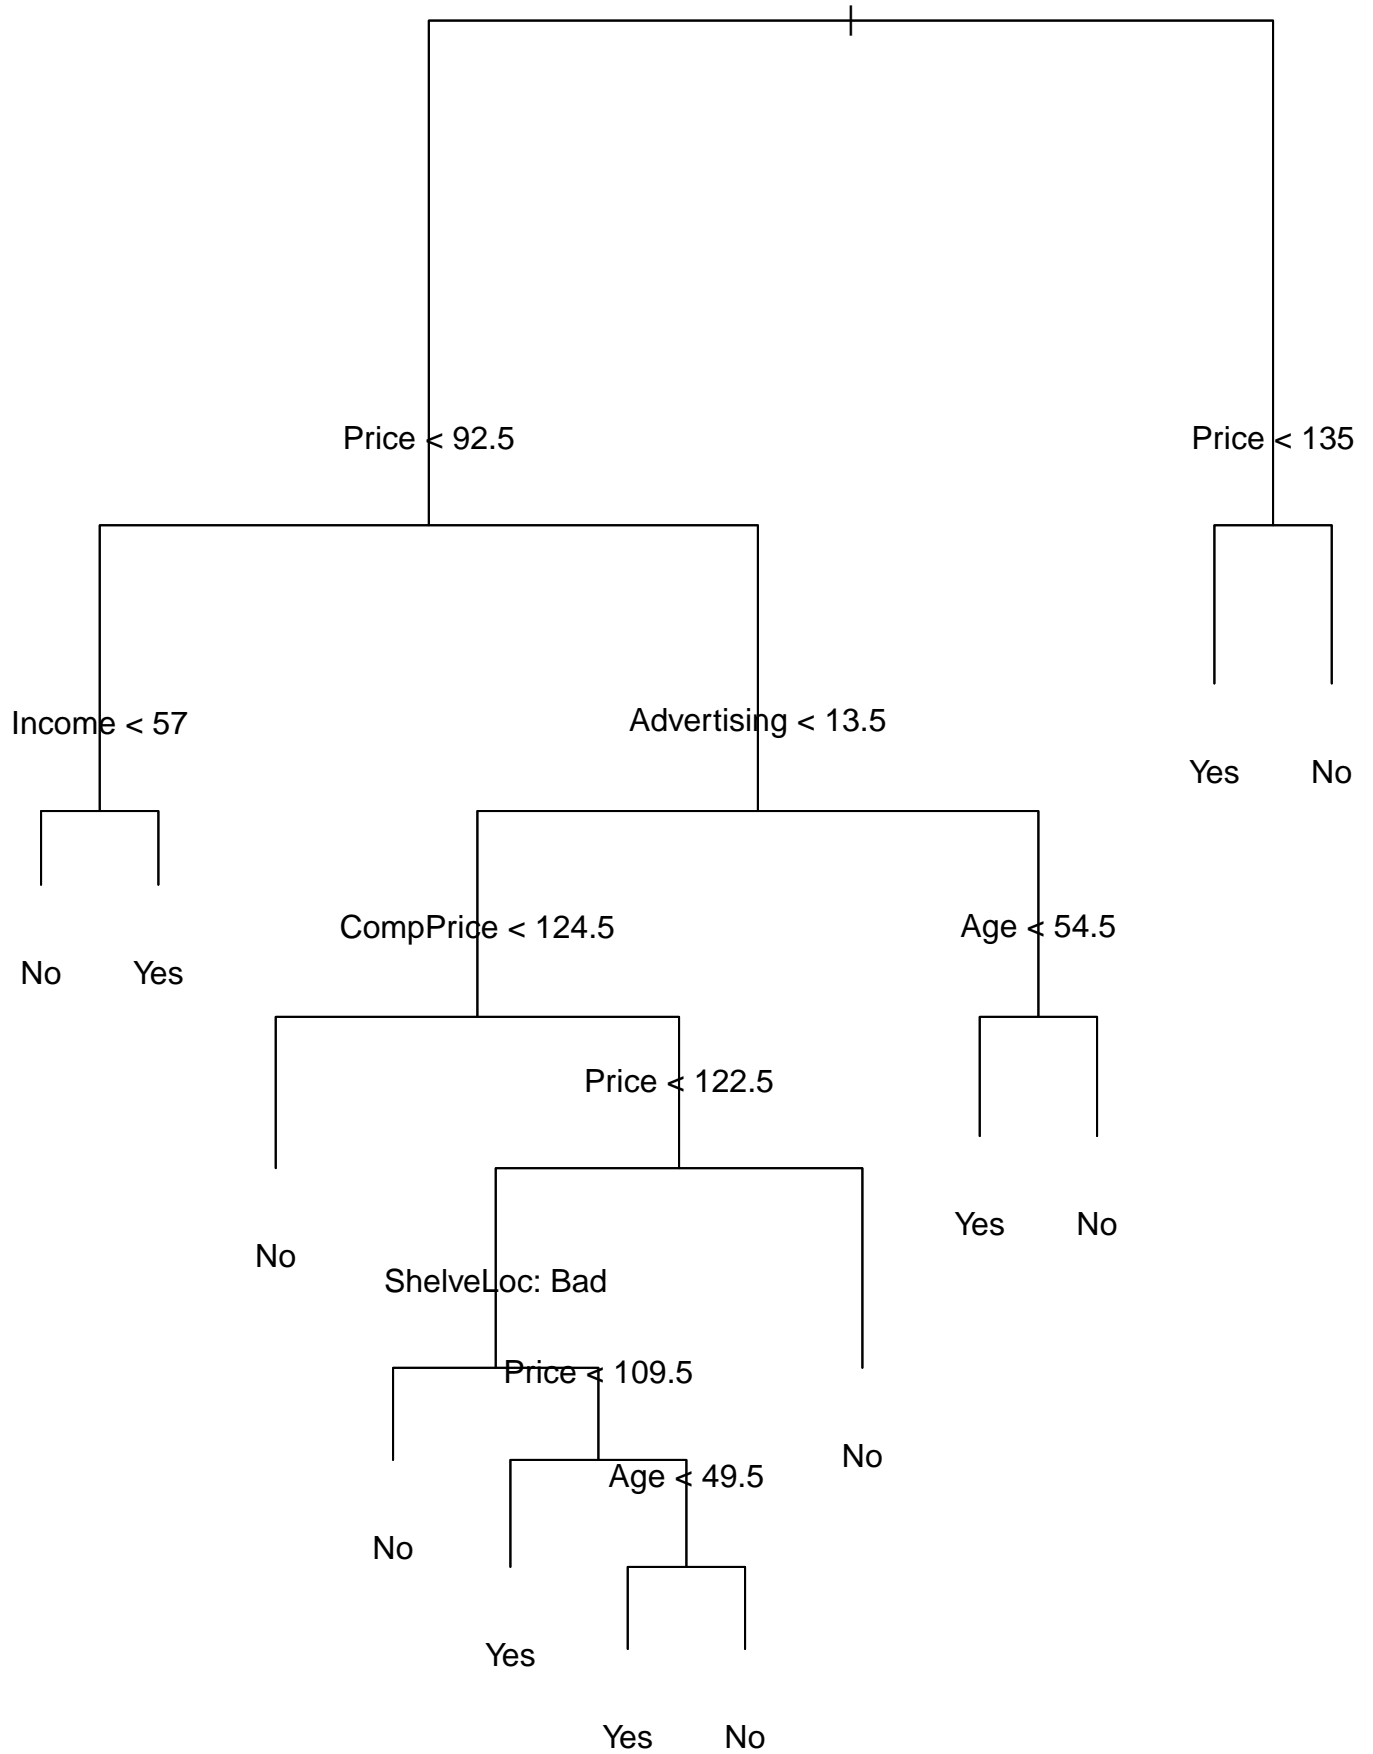 Price < 92.5
Price < 135
Income < 57
Advertising < 13.5
Yes
No
CompPrice < 124.5
Age < 54.5
No
Yes
Price < 122.5
Yes
No
No
ShelveLoc: Bad
Price < 109.5
No
Age < 49.5
No
Yes
Yes
No